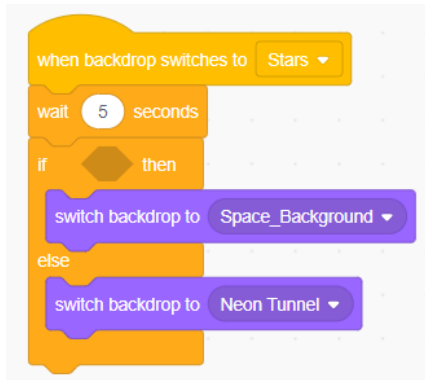 when backdrop switches to Stars
wait 5 seconds
if then
switch backdrop to Space_Background
else
switch backdrop to Neon Tunnel